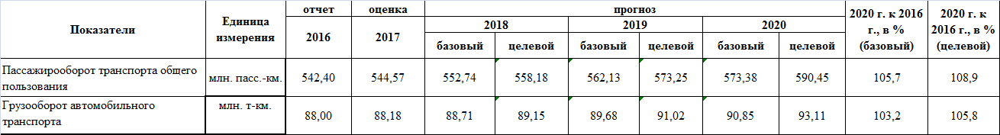 Показатели Единица измерения отчет оценка прогноз 2020 г. к 2016 г., в % (базовый) 2020 г. к 2016 г., в % (целевой)
2016 2017 2018 2019 2020
базовый целевой базовый целевой базовый целевой
Пассажирооборот транспорта общего
пользования
млн. пасс.-км. 542,40 544,57 552,74 558,18 562,13 573,25 573,38 590,45 105,7 108,9
Грузооборот автомобильного
транспорта
млн. т-км. 88,00 88,18 88,71 89,15 89,68 91,02 90,85 93,11 103,2 105,8